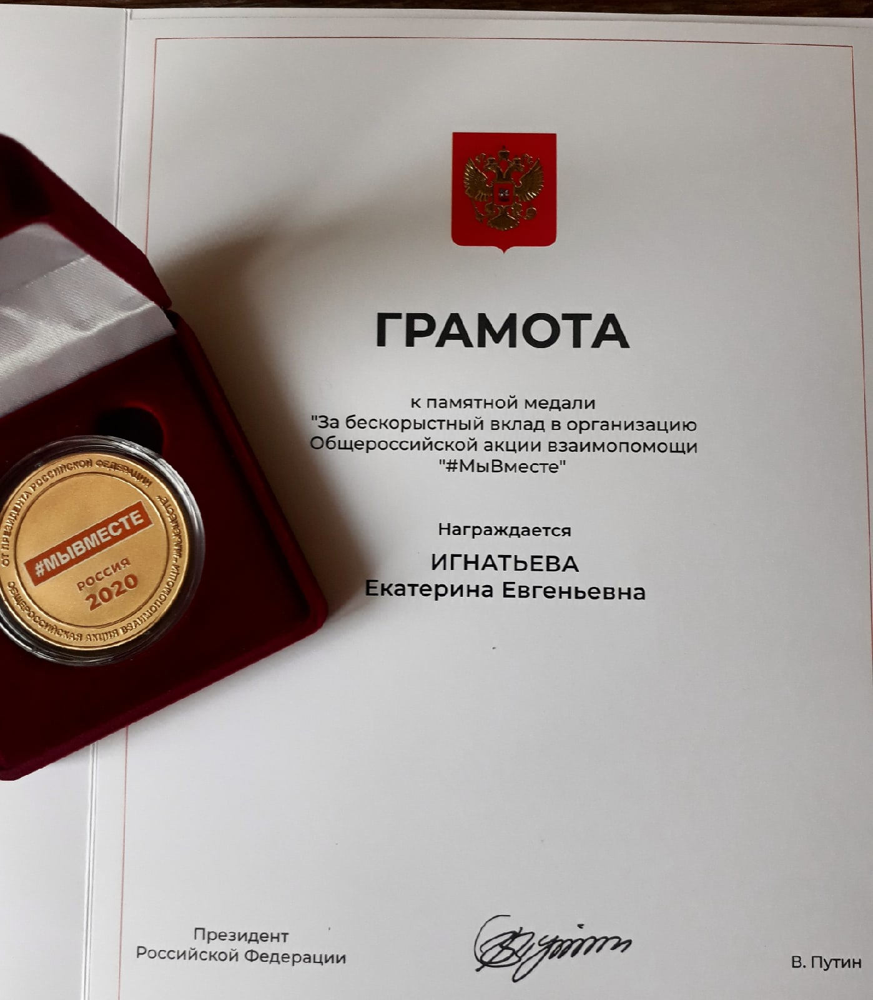 ГРАМОТА
к памятной медали
"За бескорыстный вклад в организацию
Общероссийской акции взаимопомощи
"#МыВместе"
Награждается
ИГНАТЬЕВА
Екатерина Евгеньевна
ОТ ПРЕЗИДЕНТА РОССИЙСКОЙ ФЕДЕРАЦИИ
#МЫВМЕСТЕ
РОССИЯ
2020
ОБЩЕРОССИЙСКАЯ АКЦИЯ ВЗАИМОПОМОЩИ "#МЫВМЕСТЕ"
Президент
Российской Федерации
В. Путин